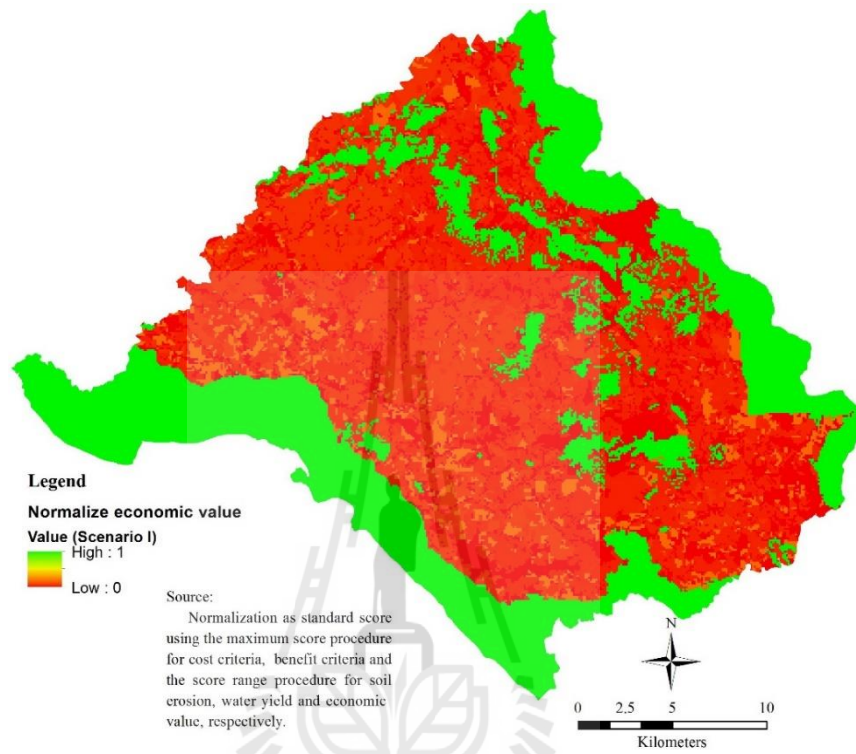 Legend
Normalize economic value
Value (Scenario I)
High : 1
Low : 0
Source:
Normalization as standard score
using the maximum score procedure
for cost criteria, benefit criteria and
the score range procedure for soil
erosion, water yield and economic
value, respectively.
N
0 2.5 5 10
Kilometers